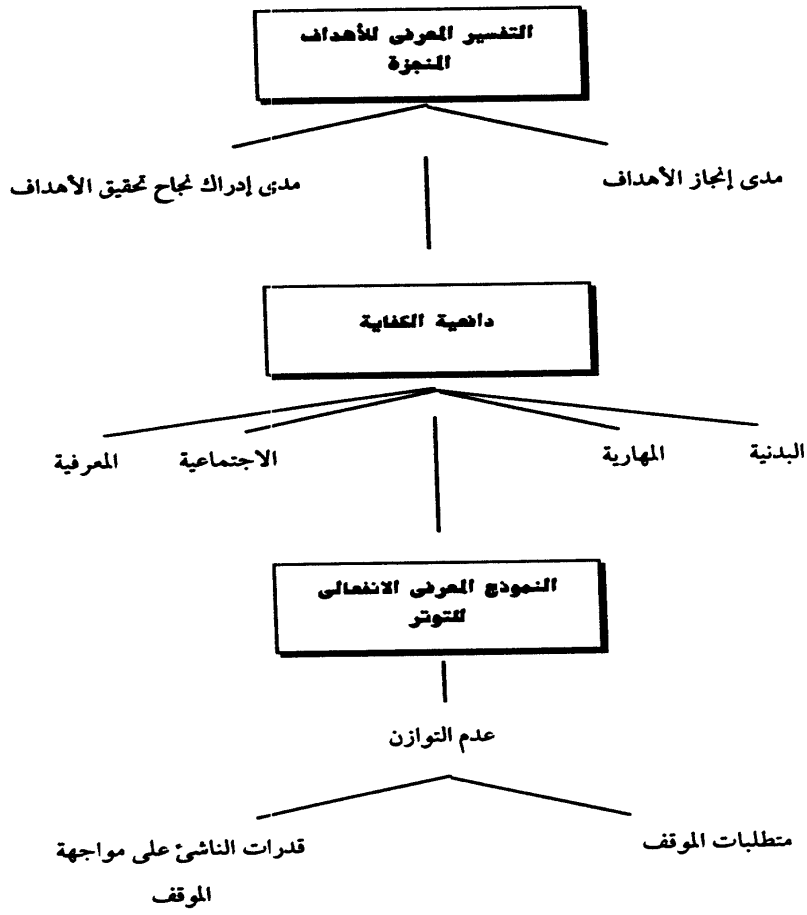 التفسير المعرفى للأهداف
المنجزة
مدى إنجاز الأهداف
مدى إدراك نجاح تحقيق الأهداف
دافعية الكفاية
البدنية
المهارية
الاجتماعية
المعرفية
النموذج المعرفى الانفعالى
للتوتر
عدم التوازن
متطلبات الموقف
قدرات الناشئ على مواجهة
الموقف